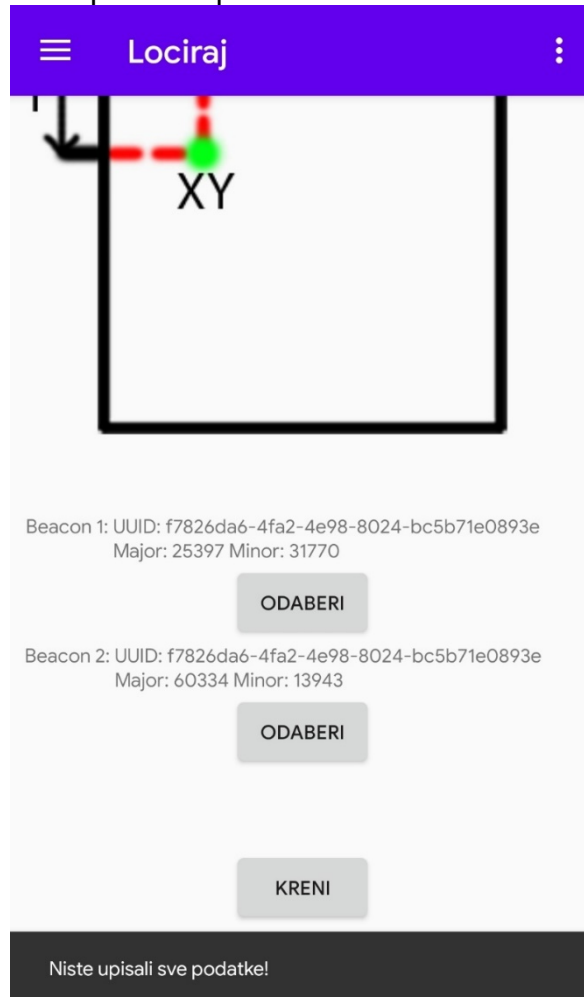 Lociraj
XY
Beacon 1: UUID: f7826da6-4fa2-4e98-8024-bc5b71e0893e
Major: 25397 Minor: 31770
ODABERI
Beacon 2: UUID: f7826da6-4fa2-4e98-8024-bc5b71e0893e
Major: 60334 Minor: 13943
ODABERI
KRENI
Niste upisali sve podatke!